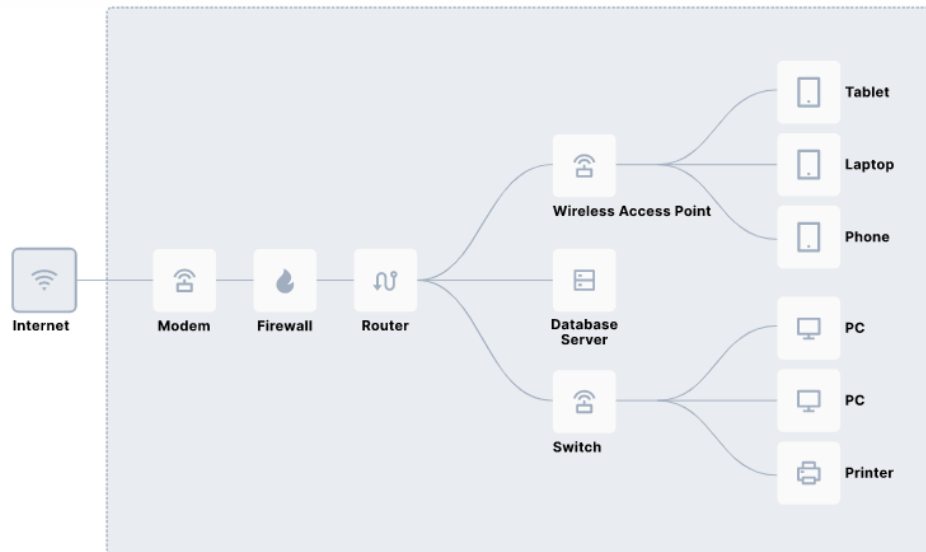 Tablet
Laptop
Wireless Access Point
Phone
Internet
Modem
Firewall
Router
Database
Server
PC
PC
Switch
Printer